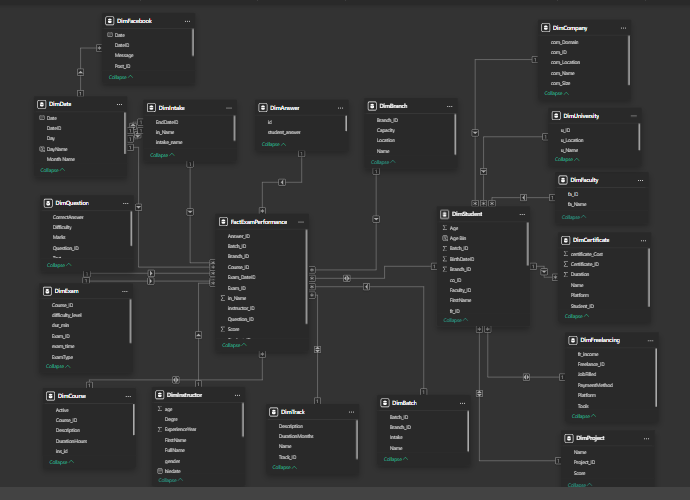 DimFacebook
Date
DateID
Message
Post_ID
Collapse
DimCompany
com_Domain
com_ID
com_Location
com_Name
com_Size
Collapse
DimDate
Date
DateID
Day
DayName
Month Name
Collapse
DimIntake
EndDateID
In_Name
Intake_name
Collapse
DimAnswer
id
student_answer
Collapse
DimBranch
Branch_ID
Capacity
Location
Name
Collapse
DimUniversity
u_ID
u_Location
u_Name
Collapse
DimFaculty
fa_ID
fa_Name
Collapse
DimQuestion
CorrectAnswer
Difficulty
Marks
Question_ID
Collapse
FactExamPerformance
Answer_ID
Batch_ID
Branch_ID
Course_ID
Exam_DateID
Exam_ID
In_Name
Instructor_ID
Question_ID
Score
Collapse
DimStudent
Age
Age Bin
Batch_ID
BirthDateID
Branch_ID
co_ID
Faculty_ID
FirstName
ft_ID
Collapse
DimCertificate
certificate_Cost
Certificate_ID
Duration
Name
Platform
Student_ID
Collapse
DimExam
Course_ID
difficulty_level
dur_min
Exam_ID
exam_time
ExamType
Collapse
DimFreelancing
ft_income
Freelance_ID
JobFilled
PaymentMethod
Platform
Tools
Collapse
DimCourse
Active
Course_ID
Description
DurationHours
Ins_id
Collapse
DimInstructor
age
Degre
ExperienceYear
FirstName
FullName
gender
hiredate
Collapse
DimTrack
Description
DurationMonths
Name
Track_ID
Collapse
DimBatch
Batch_ID
Branch_ID
Intake
Name
Collapse
DimProject
Name
Project_ID
Score
Collapse